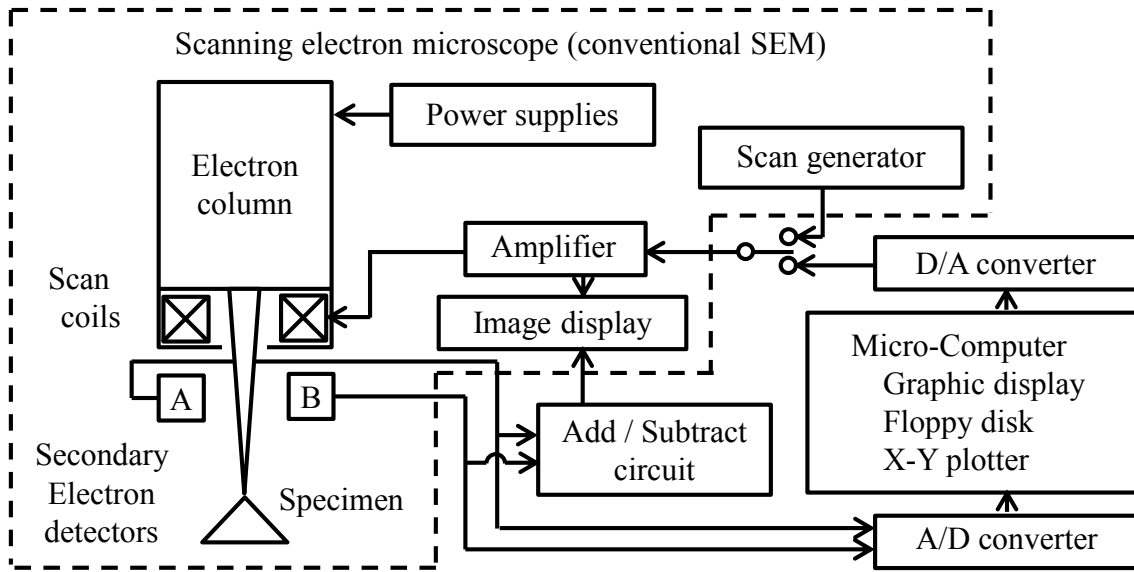 Scanning electron microscope (conventional SEM)
Power supplies
Electron
column
Scan generator
Amplifier
D/A converter
Scan
coils
Image display
Micro-Computer
Graphic display
Floppy disk
X-Y plotter
A
B
Add / Subtract
circuit
Secondary
Electron
detectors
Specimen
A/D converter